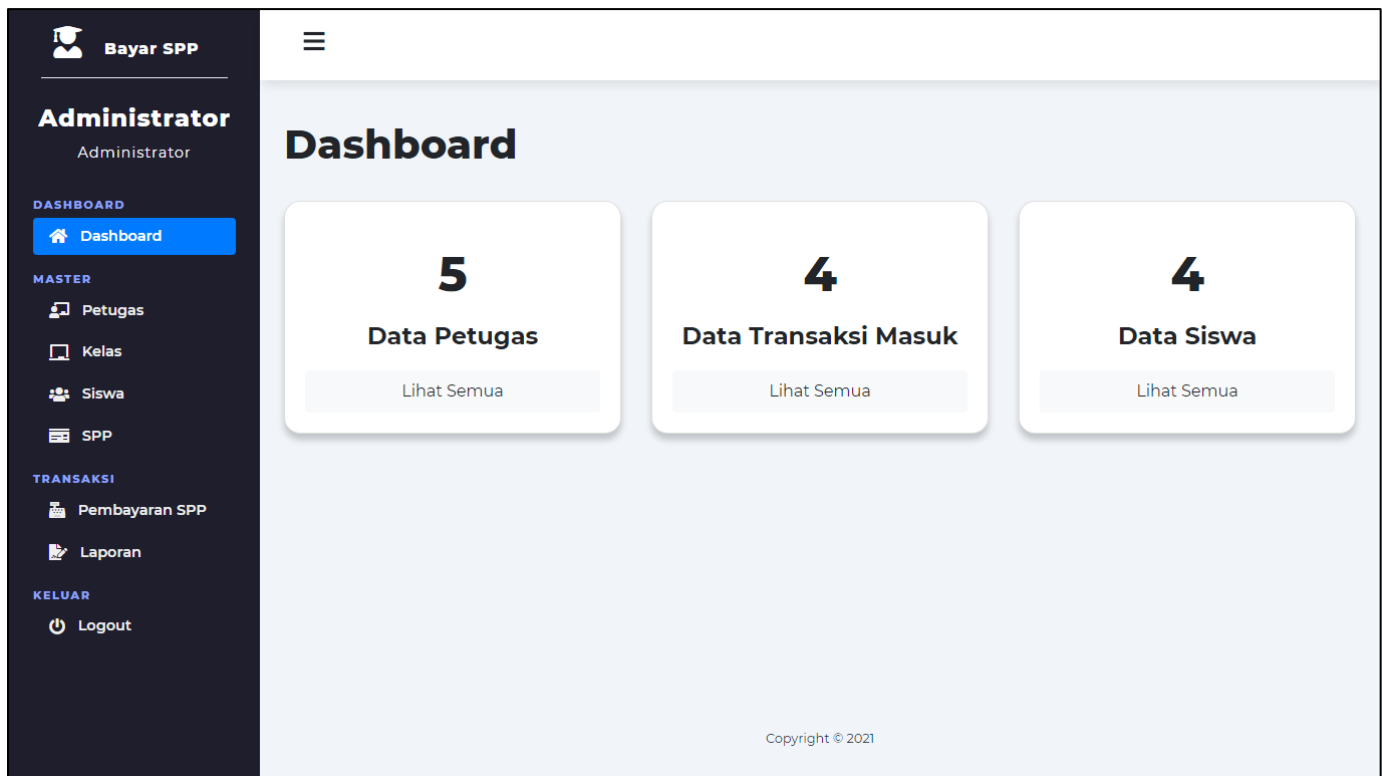 Bayar SPP
Administrator
Administrator
DASHBOARD
Dashboard
MASTER
Petugas
Kelas
Siswa
SPP
TRANSAKSI
Pembayaran SPP
Laporan
KELUAR
Logout
Dashboard
5
Data Petugas
Lihat Semua
4
Data Transaksi Masuk
Lihat Semua
4
Data Siswa
Lihat Semua
Copyright © 2021